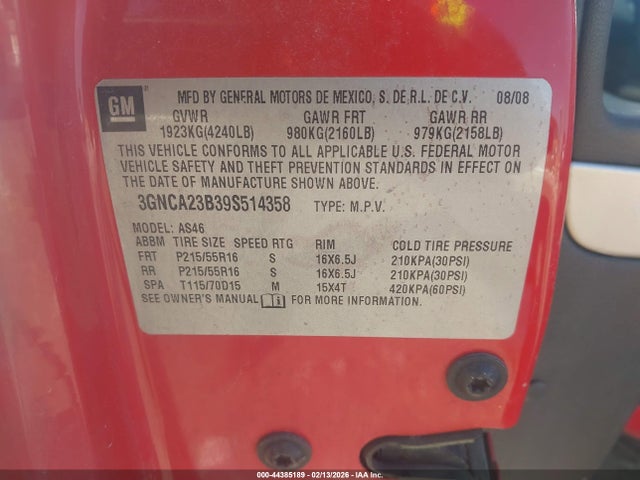 GM
MFD BY GENERAL MOTORS DE MEXICO, S. DE R.L. DE C.V. 08/08
GVWR GAWR FRT GAWR RR
1923KG(4240LB) 980KG(2160LB) 979KG(2158LB)
THIS VEHICLE CONFORMS TO ALL APPLICABLE U.S. FEDERAL MOTOR
VEHICLE SAFETY AND THEFT PREVENTION STANDARDS IN EFFECT ON
THE DATE OF MANUFACTURE SHOWN ABOVE.
3GNCA23B39S514358 TYPE: M.P.V.
MODEL: AS46
ABBM TIRE SIZE SPEED RTG RIM COLD TIRE PRESSURE
FRT P215/55R16 S 16X6.5J 210KPA(30PSI)
RR P215/55R16 S 16X6.5J 210KPA(30PSI)
SPA T115/70D15 M 15X4T 420KPA(60PSI)
SEE OWNER'S MANUAL FOR MORE INFORMATION.
000-44385189 - 02/13/2026 - IAA Inc.